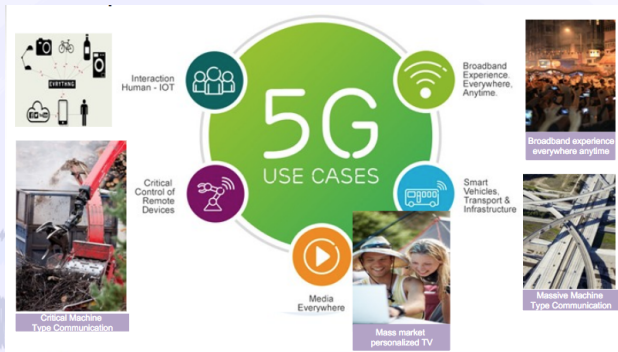 5G
USE CASES
Interaction
Human - IOT
Broadband
Experience.
Everywhere,
Anytime.
Critical
Control of
Remote
Devices
Smart
Vehicles,
Transport &
Infrastructure
Media
Everywhere
EVRYTHNG
Critical Machine
Type Communication
Mass market
personalized TV
Broadband experience
everywhere anytime
Massive Machine
Type Communication